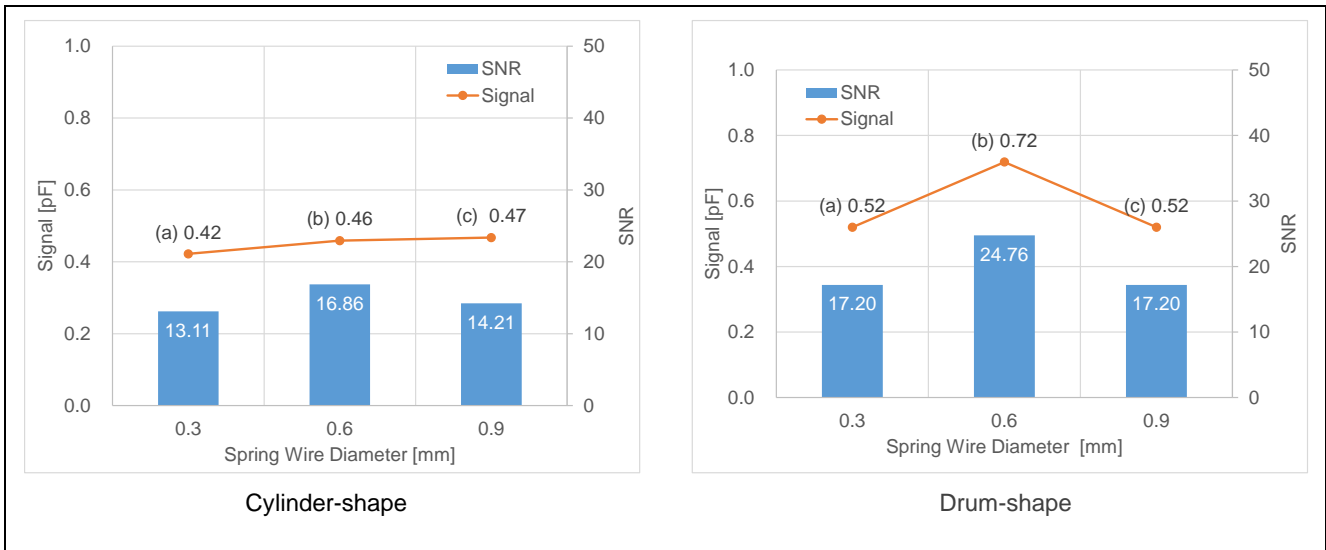 1.0
0.8
0.6
0.4
0.2
0.0
Signal [pF]
50
40
30
20
10
0
SNR
SNR
Signal
(a) 0.42
(b) 0.46
(c) 0.47
13.11
16.86
14.21
0.3
0.6
0.9
Spring Wire Diameter [mm]
Cylinder-shape
1.0
0.8
0.6
0.4
0.2
0.0
Signal [pF]
50
40
30
20
10
0
SNR
SNR
Signal
(a) 0.52
(b) 0.72
(c) 0.52
17.20
24.76
17.20
0.3
0.6
0.9
Spring Wire Diameter [mm]
Drum-shape